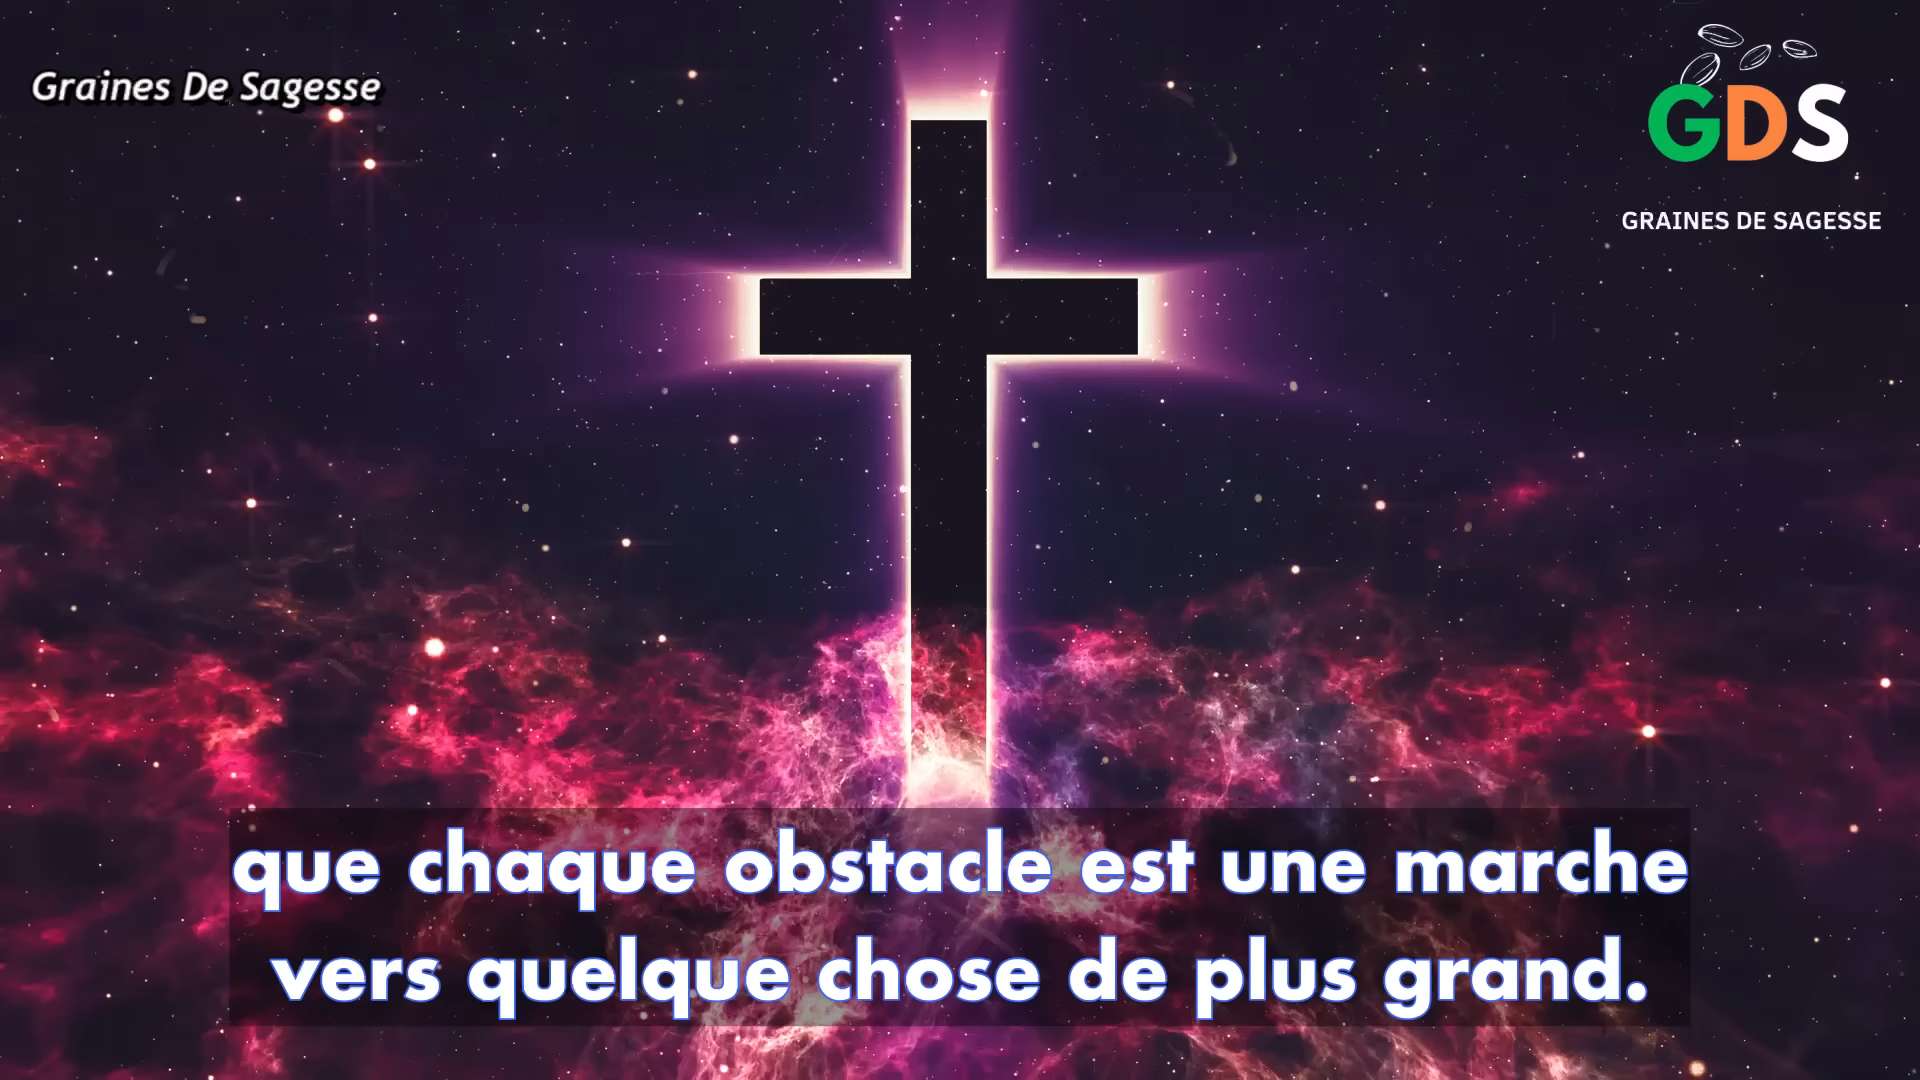 Graines De Sagesse
GDS
GRAINES DE SAGESSE
que chaque obstacle est une marche
vers quelque chose de plus grand.